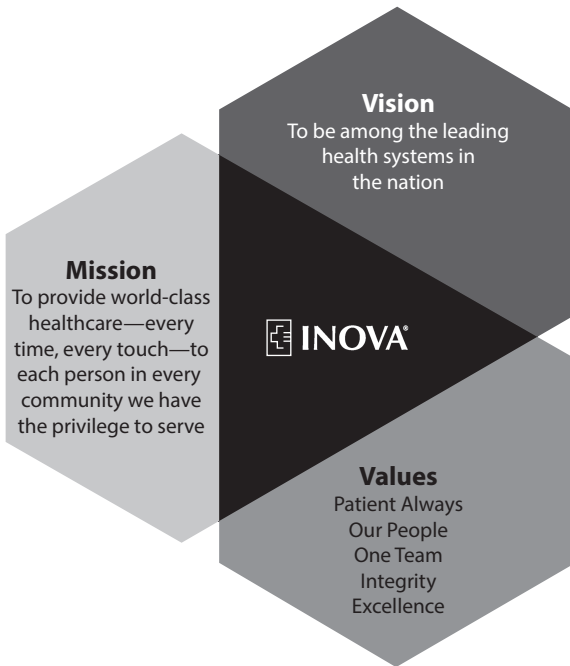 Vision
To be among the leading
health systems in
the nation
Mission
To provide world-class
healthcare—every
time, every touch—to
each person in every
community we have
the privilege to serve
INOVA®
Values
Patient Always
Our People
One Team
Integrity
Excellence